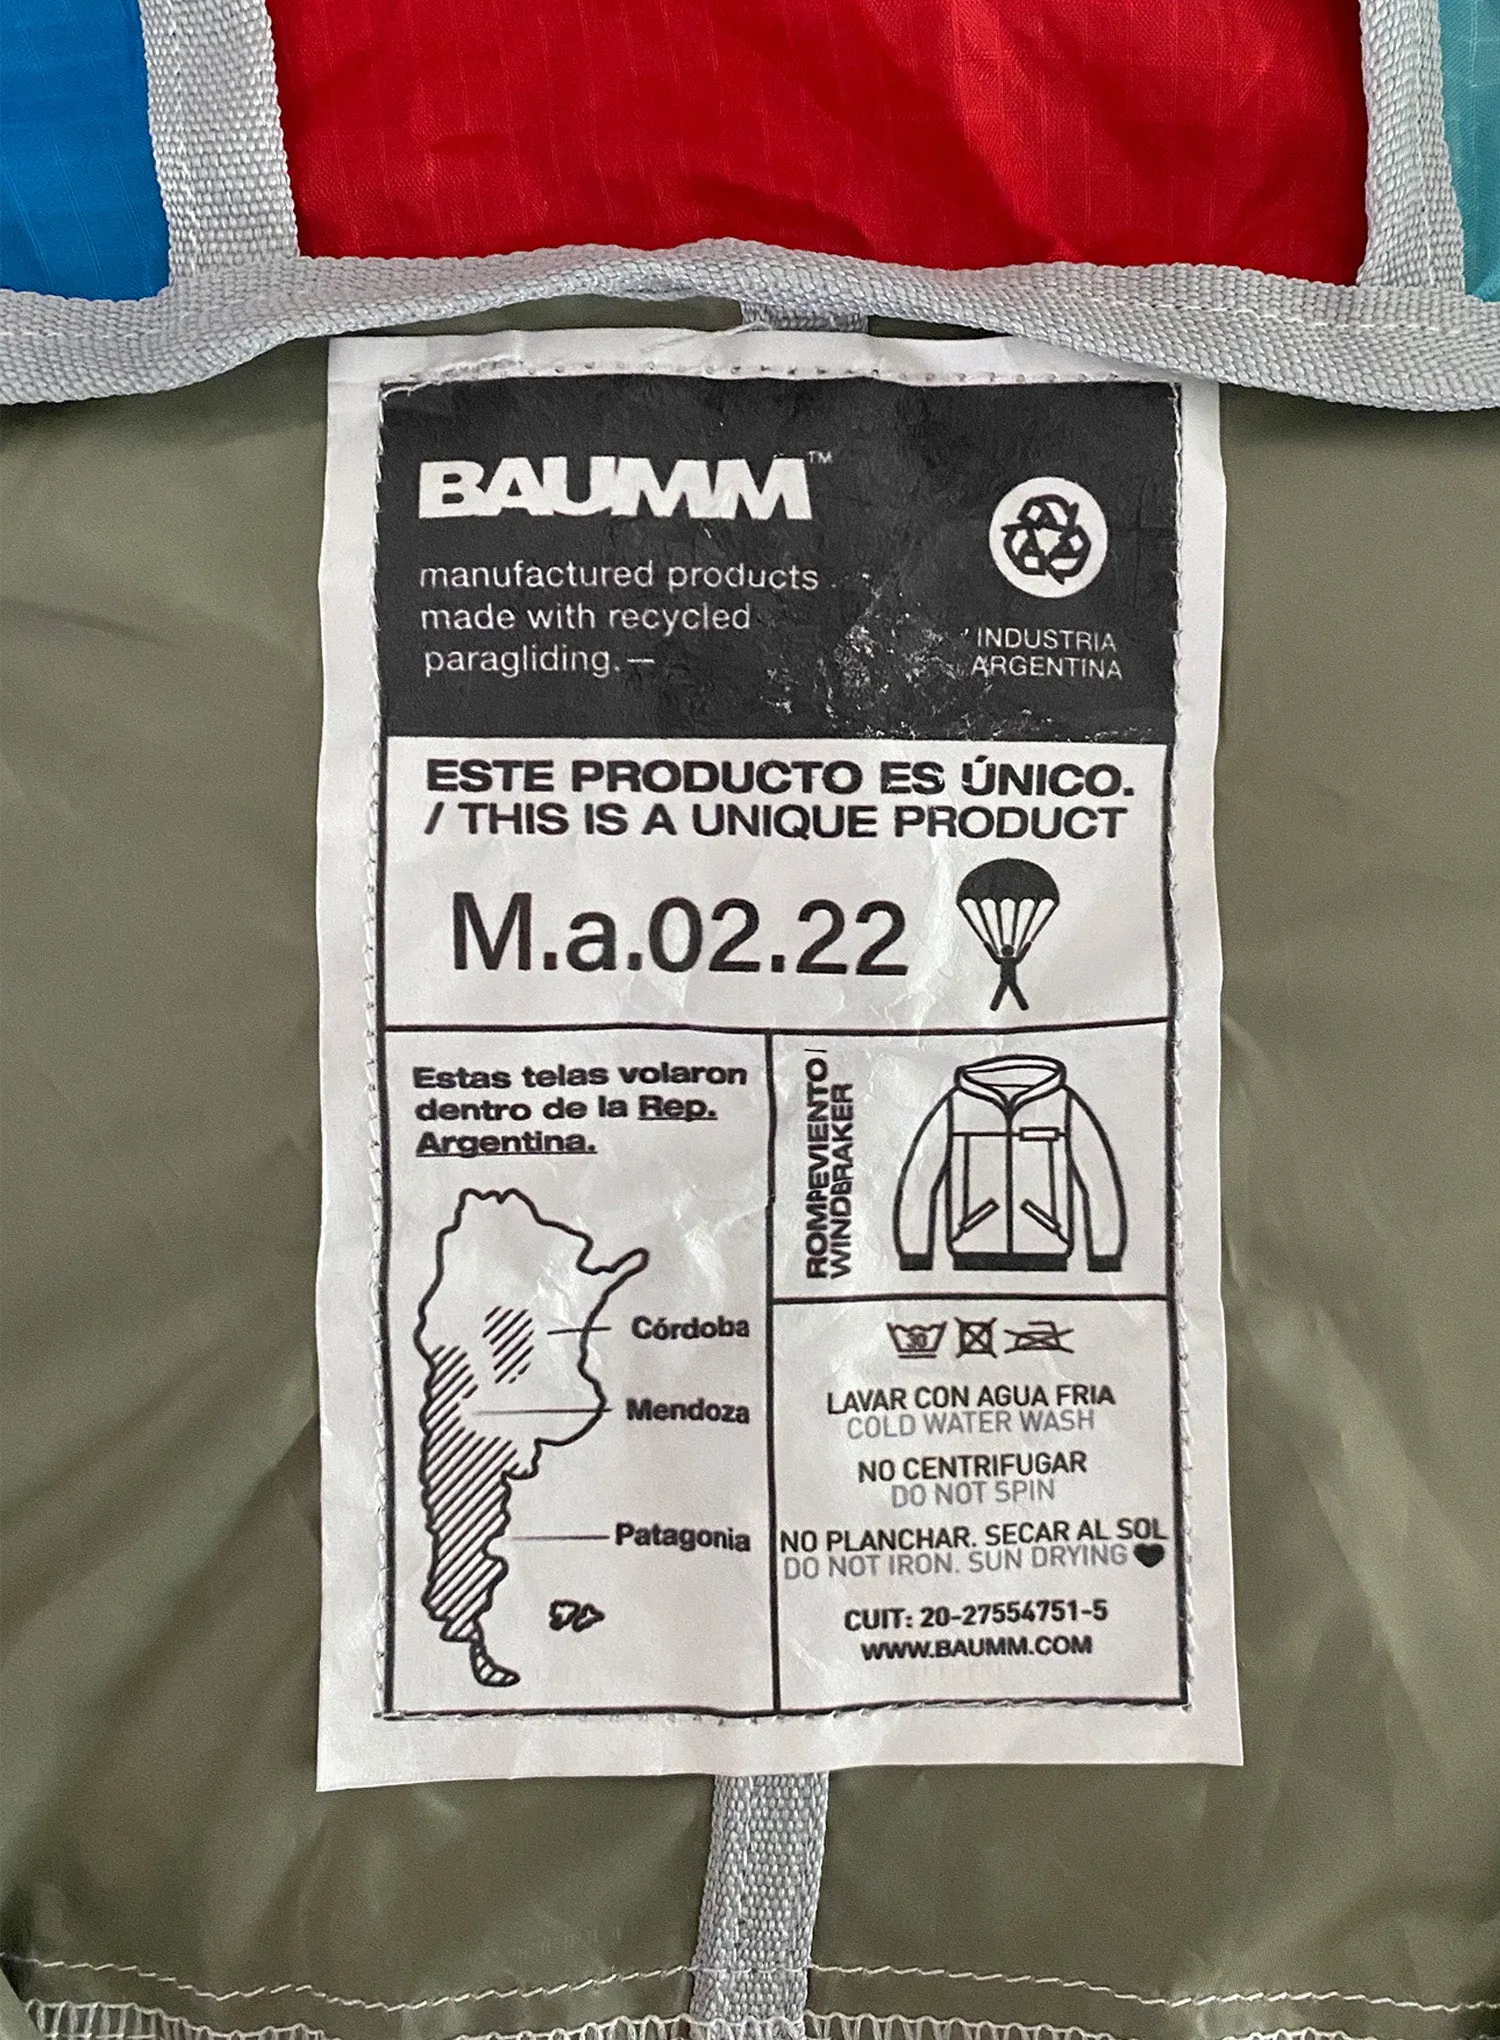 BAUMM™
manufactured products
made with recycled
paragliding.—
INDUSTRIA
ARGENTINA
ESTE PRODUCTO ES ÚNICO.
/ THIS IS A UNIQUE PRODUCT
M.a.02.22
Estas telas volaron
dentro de la Rep.
Argentina.
Córdoba
Mendoza
Patagonia
ROMPEVIENTO/
WINDBRAKER
30
LAVAR CON AGUA FRIA
COLD WATER WASH
NO CENTRIFUGAR
DO NOT SPIN
NO PLANCHAR. SECAR AL SOL
DO NOT IRON. SUN DRYING
CUIT: 20-27554751-5
WWW.BAUMM.COM